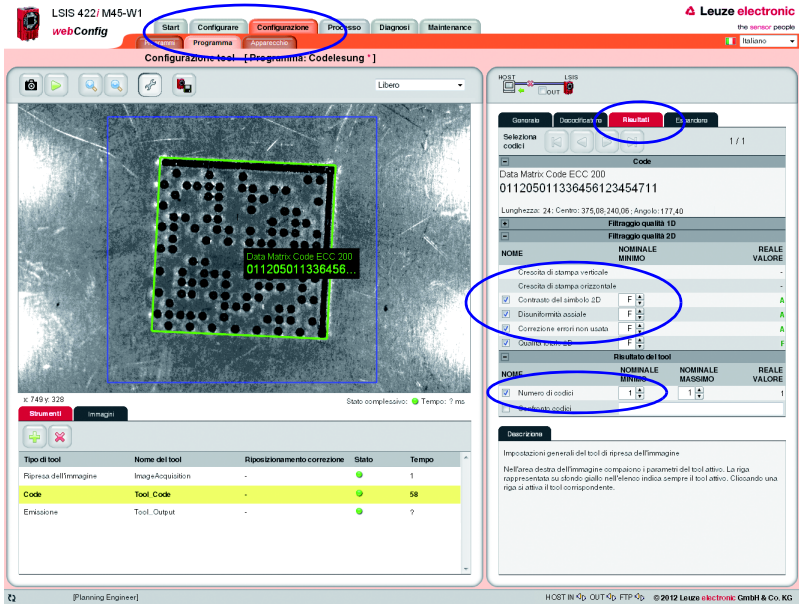 LSIS 422i M45-W1
webConfig
Start Configurare Configurazione Processo Diagnosi Maintenance
Programmi Programma Apparecchio
Leuze electronic
the sensor people
Italiano
Configurazione tool - [ Programma: Codelesung * ]
Libero
HOST LSIS
OUT
Generale Decodificatore Risultati Espandere
Seleziona
codici
1 / 1
Code
Data Matrix Code ECC 200
011205011336456123454711
Lunghezza: 24; Centro: 375,08-240,06; Angolo: 177,40
Filtraggio qualità 1D
Filtraggio qualità 2D
NOME NOMINALE MINIMO REALE VALORE
Crescita di stampa verticale -
Crescita di stampa orizzontale -
Contrasto del simbolo 2D F A
Disuniformità assiale F A
Correzione errori non usata F A
Qualità totale 2D F F
Risultato del tool
NOME NOMINALE MINIMO NOMINALE MASSIMO REALE VALORE
Numero di codici 1 1 1
Confronto codici
Data Matrix Code ECC 200
011205011336456...
x: 749 y: 328
Stato complessivo: Tempo: ? ms
Strumenti Immagini
Tipo di tool Nome del tool Riposizionamento correzione Stato Tempo
Ripresa dell'immagine ImageAcquisition - 1
Code Tool_Code - 58
Emissione Tool_Output - ?
Descrizione
Impostazioni generali del tool di ripresa dell'immagine
Nell'area destra dell'immagine compaiono i parametri del tool attivo. La riga
rappresentata su sfondo giallo nell'elenco indica sempre il tool attivo. Cliccando una
riga si attiva il tool corrispondente.
[Planning Engineer]
HOST IN OUT FTP © 2012 Leuze electronic GmbH & Co. KG